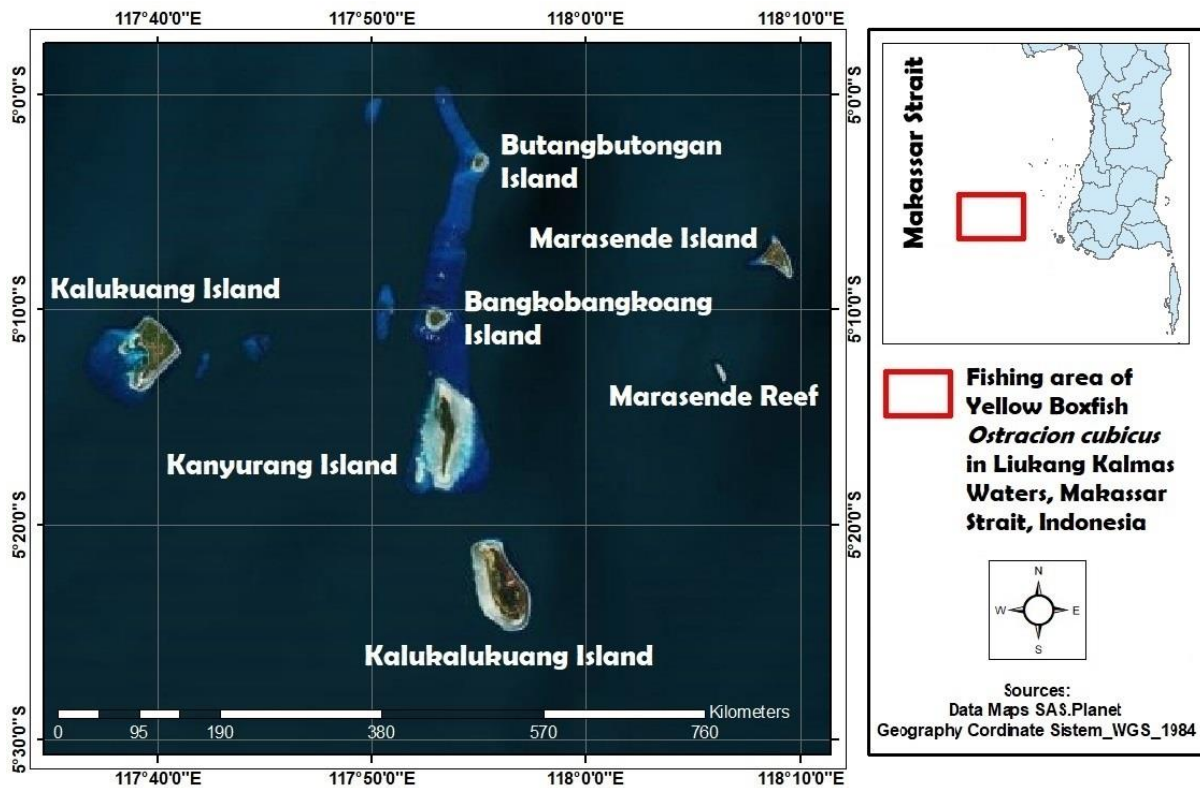 117°40'0"E 117°50'0"E 118°0'0"E 118°10'0"E
5°0'0"S
5°10'0"S
5°20'0"S
5°30'0"S
Butangbutongan
Island
Marasende Island
Kalukuang Island
Bangkobangkoang
Island
Marasende Reef
Kanyurang Island
Kalukalukuang Island
Kilometers
0 95 190 380 570 760
5°0'0"S
5°10'0"S
5°20'0"S
5°30'0"S
117°40'0"E 117°50'0"E 118°0'0"E 118°10'0"E
Makassar Strait
Fishing area of
Yellow Boxfish
Ostracion cubicus
in Liukang Kalmas
Waters, Makassar
Strait, Indonesia
N
W E
S
Sources:
Data Maps SAS.Planet
Geography Cordinate Sistem_WGS_1984